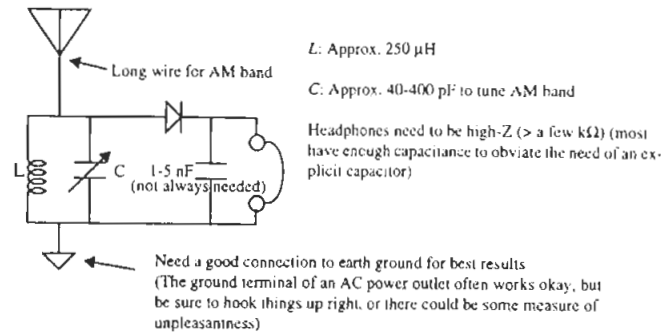 L: Approx. 250 μH
Long wire for AM band
C: Approx. 40-400 pF to tune AM band
Headphones need to be high-Z (> a few kΩ) (most
have enough capacitance to obviate the need of an ex-
plicit capacitor)
L
C
1-5 nF
(not always needed)
Need a good connection to earth ground for best results
(The ground terminal of an AC power outlet often works okay, but
be sure to hook things up right, or there could be some measure of
unpleasantness)